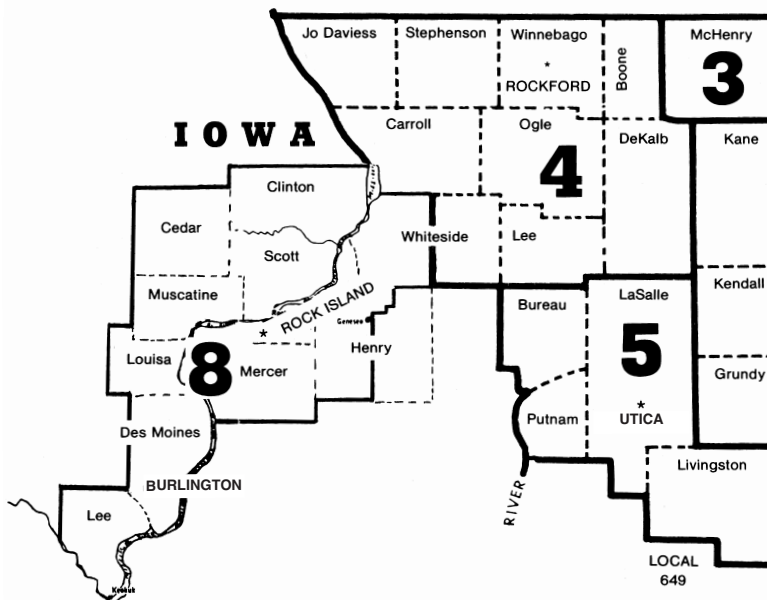 Jo Daviess
Stephenson
Winnebago
McHenry
* ROCKFORD
Boone
3
IOWA
Carroll
Ogle
DeKalb
Kane
4
Clinton
Cedar
Whiteside
Lee
Scott
Kendall
Muscatine
ROCK ISLAND
*
Bureau
LaSalle
Geneseo
Louisa
8
Mercer
Henry
5
Grundy
Putnam
*
UTICA
Des Moines
Livingston
BURLINGTON
RIVER
Lee
LOCAL
649
Keokuk